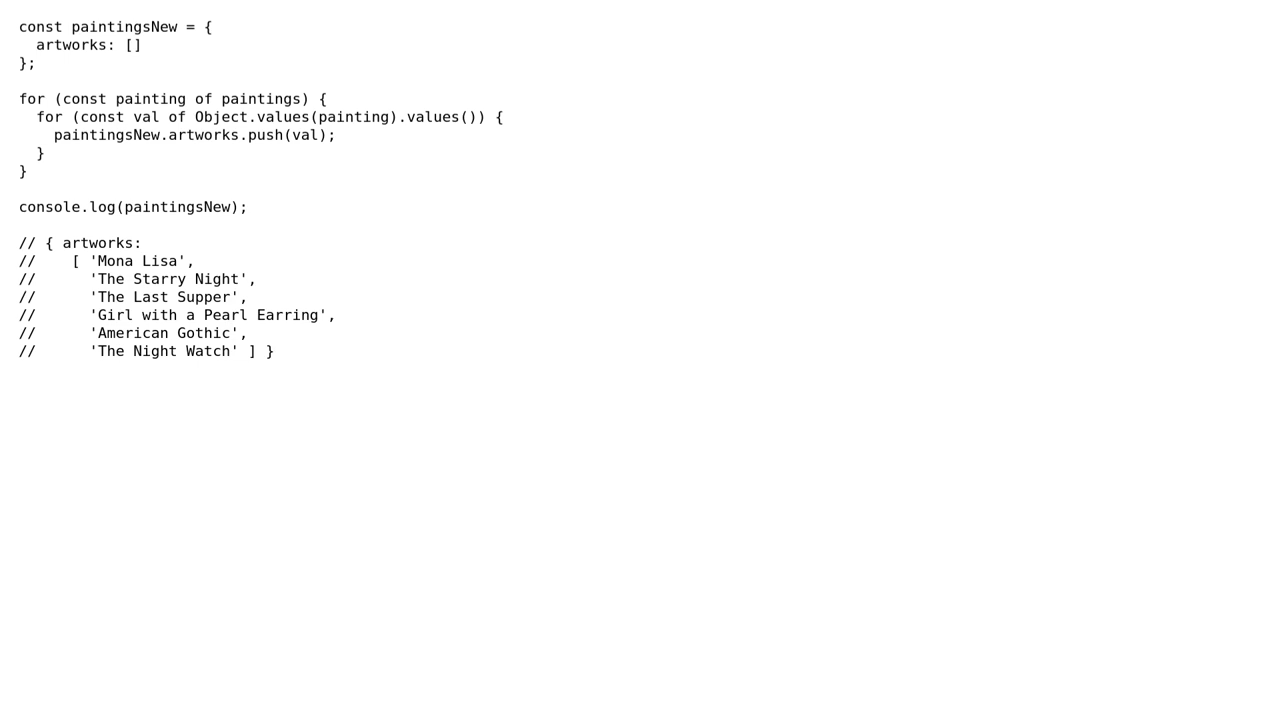 const paintingsNew = {
  artworks: []
};

for (const painting of paintings) {
  for (const val of Object.values(painting).values()) {
    paintingsNew.artworks.push(val);
  }
}

console.log(paintingsNew);

// { artworks:
//    [ 'Mona Lisa',
//      'The Starry Night',
//      'The Last Supper',
//      'Girl with a Pearl Earring',
//      'American Gothic',
//      'The Night Watch' ] }